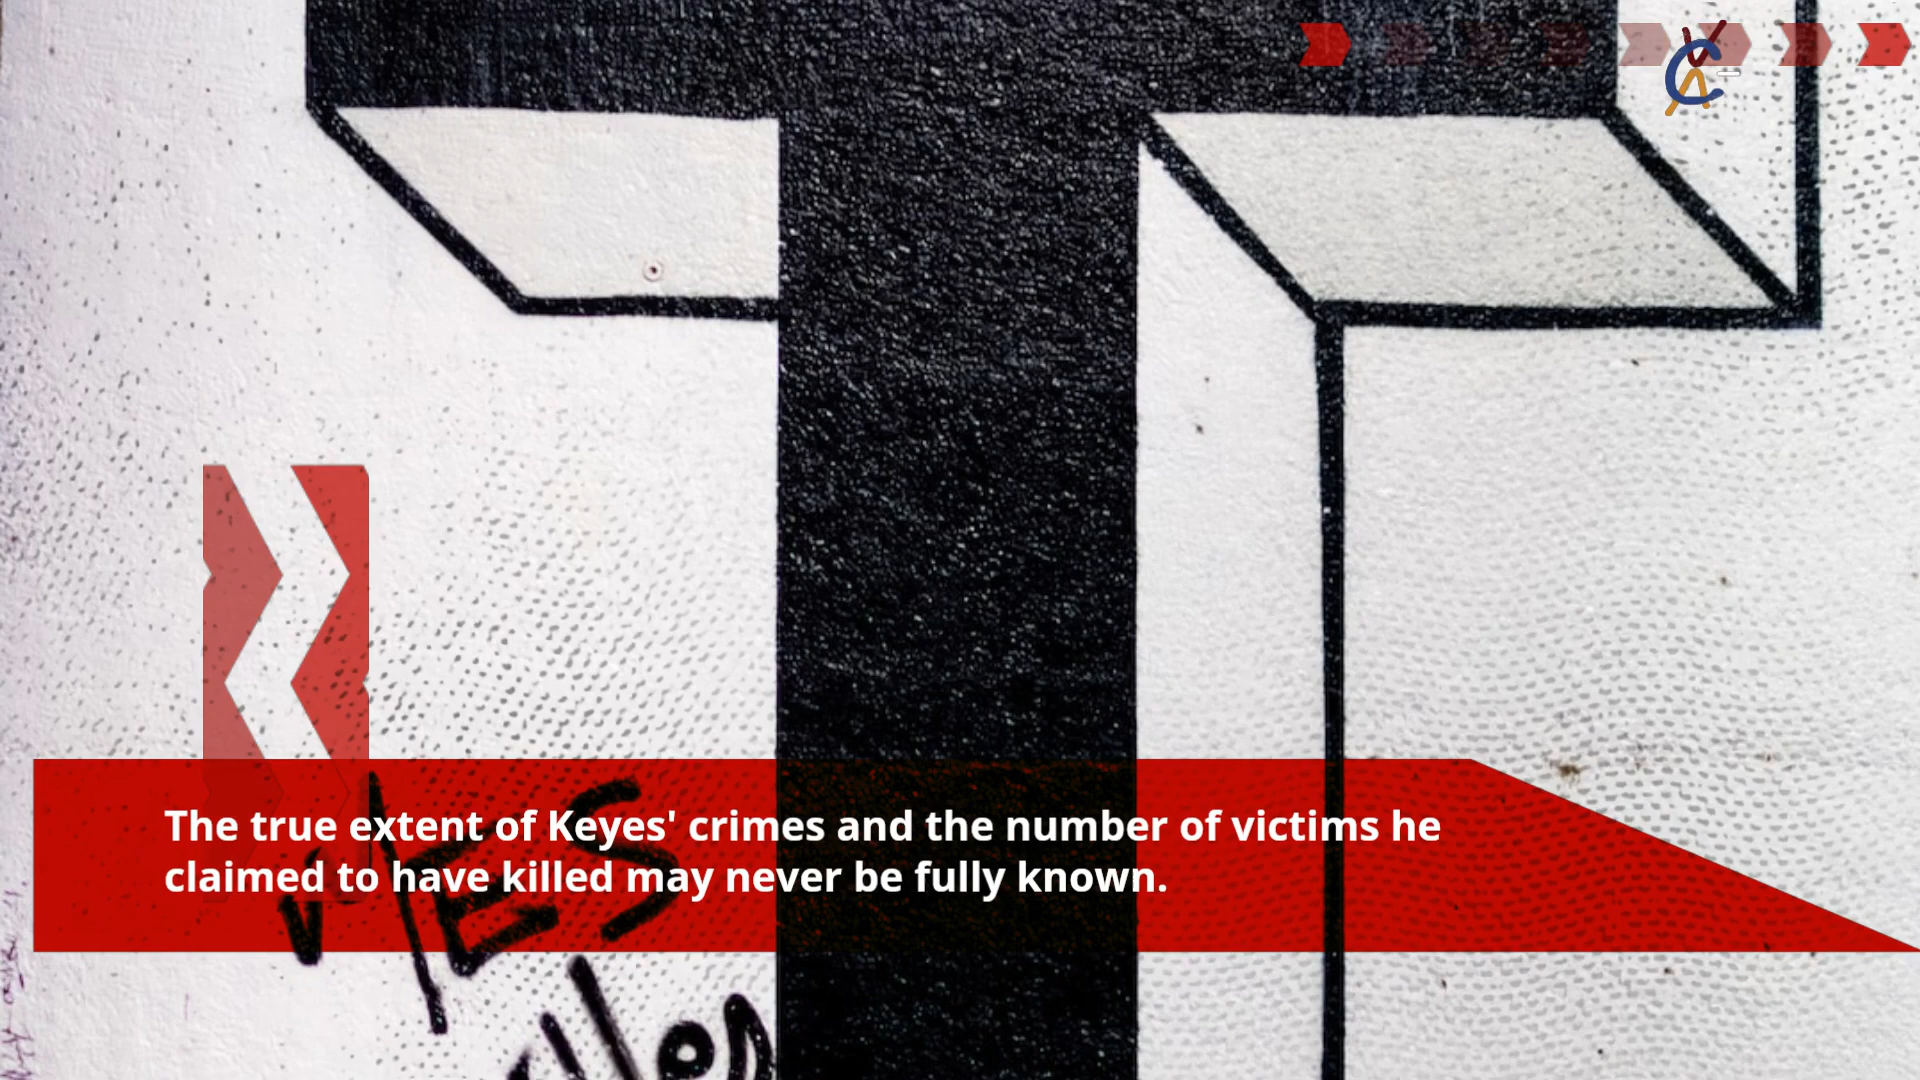 The true extent of Keyes' crimes and the number of victims he
claimed to have killed may never be fully known.